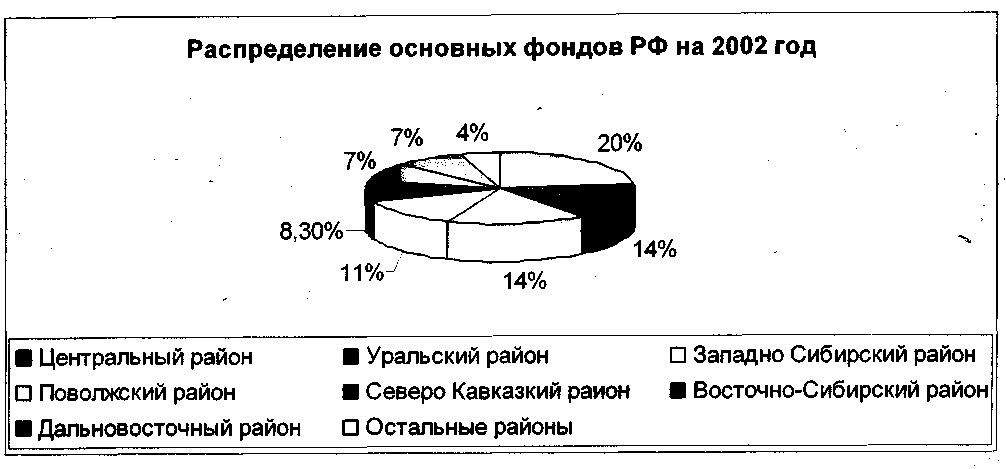 Распределение основных фондов РФ на 2002 год
7% 4% 20%
7%
8,30% 14%
11% 14%
Центральный район Уральский район Западно Сибирский район
Поволжский район Северо Кавказкий район Восточно-Сибирский район
Дальновосточный район Остальные районы